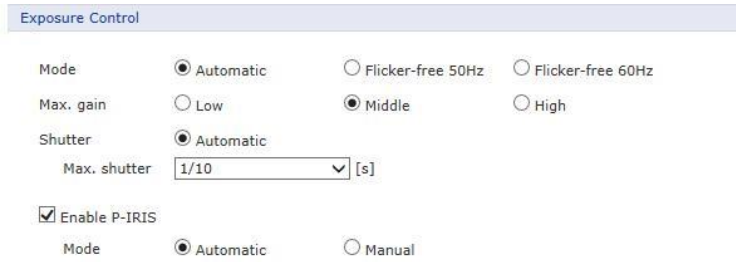 Exposure Control
Mode Automatic Flicker-free 50Hz Flicker-free 60Hz
Max. gain Low Middle High
Shutter Automatic
Max. shutter 1/10 [s]
Enable P-IRIS
Mode Automatic Manual